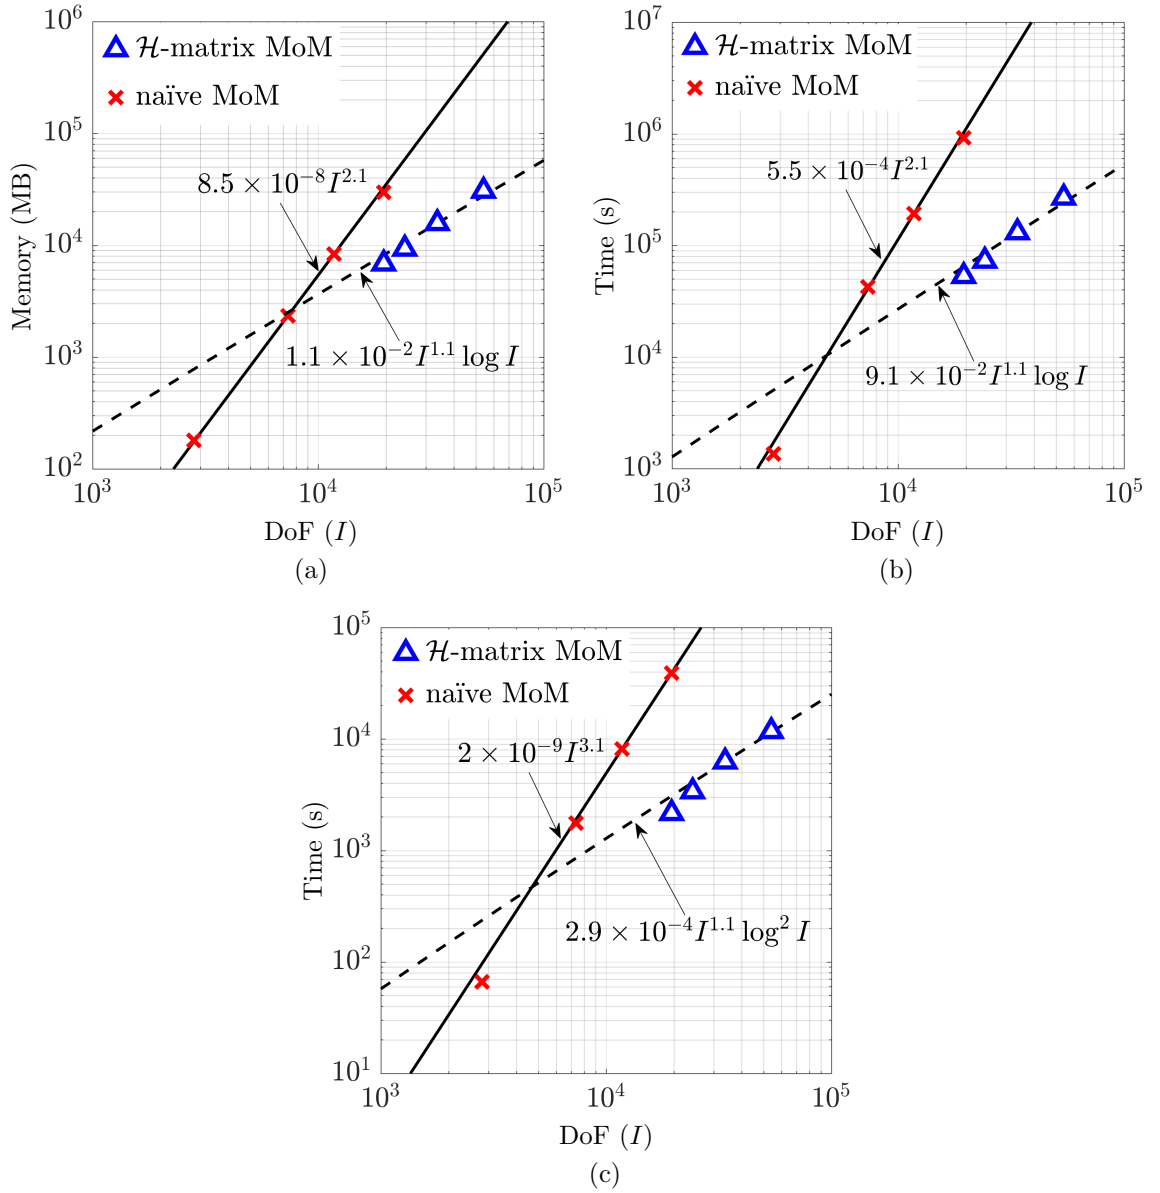 10^6
ℋ-matrix MoM
naïve MoM
10^5
8.5 × 10^−8 I^2.1
10^4
1.1 × 10^−2 I^1.1 log I
10^3
10^2
Memory (MB)
10^3 10^4 10^5
DoF (I)
(a)
10^7
ℋ-matrix MoM
naïve MoM
10^6
5.5 × 10^−4 I^2.1
10^5
10^4
9.1 × 10^−2 I^1.1 log I
10^3
Time (s)
10^3 10^4 10^5
DoF (I)
(b)
10^5
ℋ-matrix MoM
naïve MoM
10^4
2 × 10^−9 I^3.1
10^3
2.9 × 10^−4 I^1.1 log^2 I
10^2
10^1
Time (s)
10^3 10^4 10^5
DoF (I)
(c)